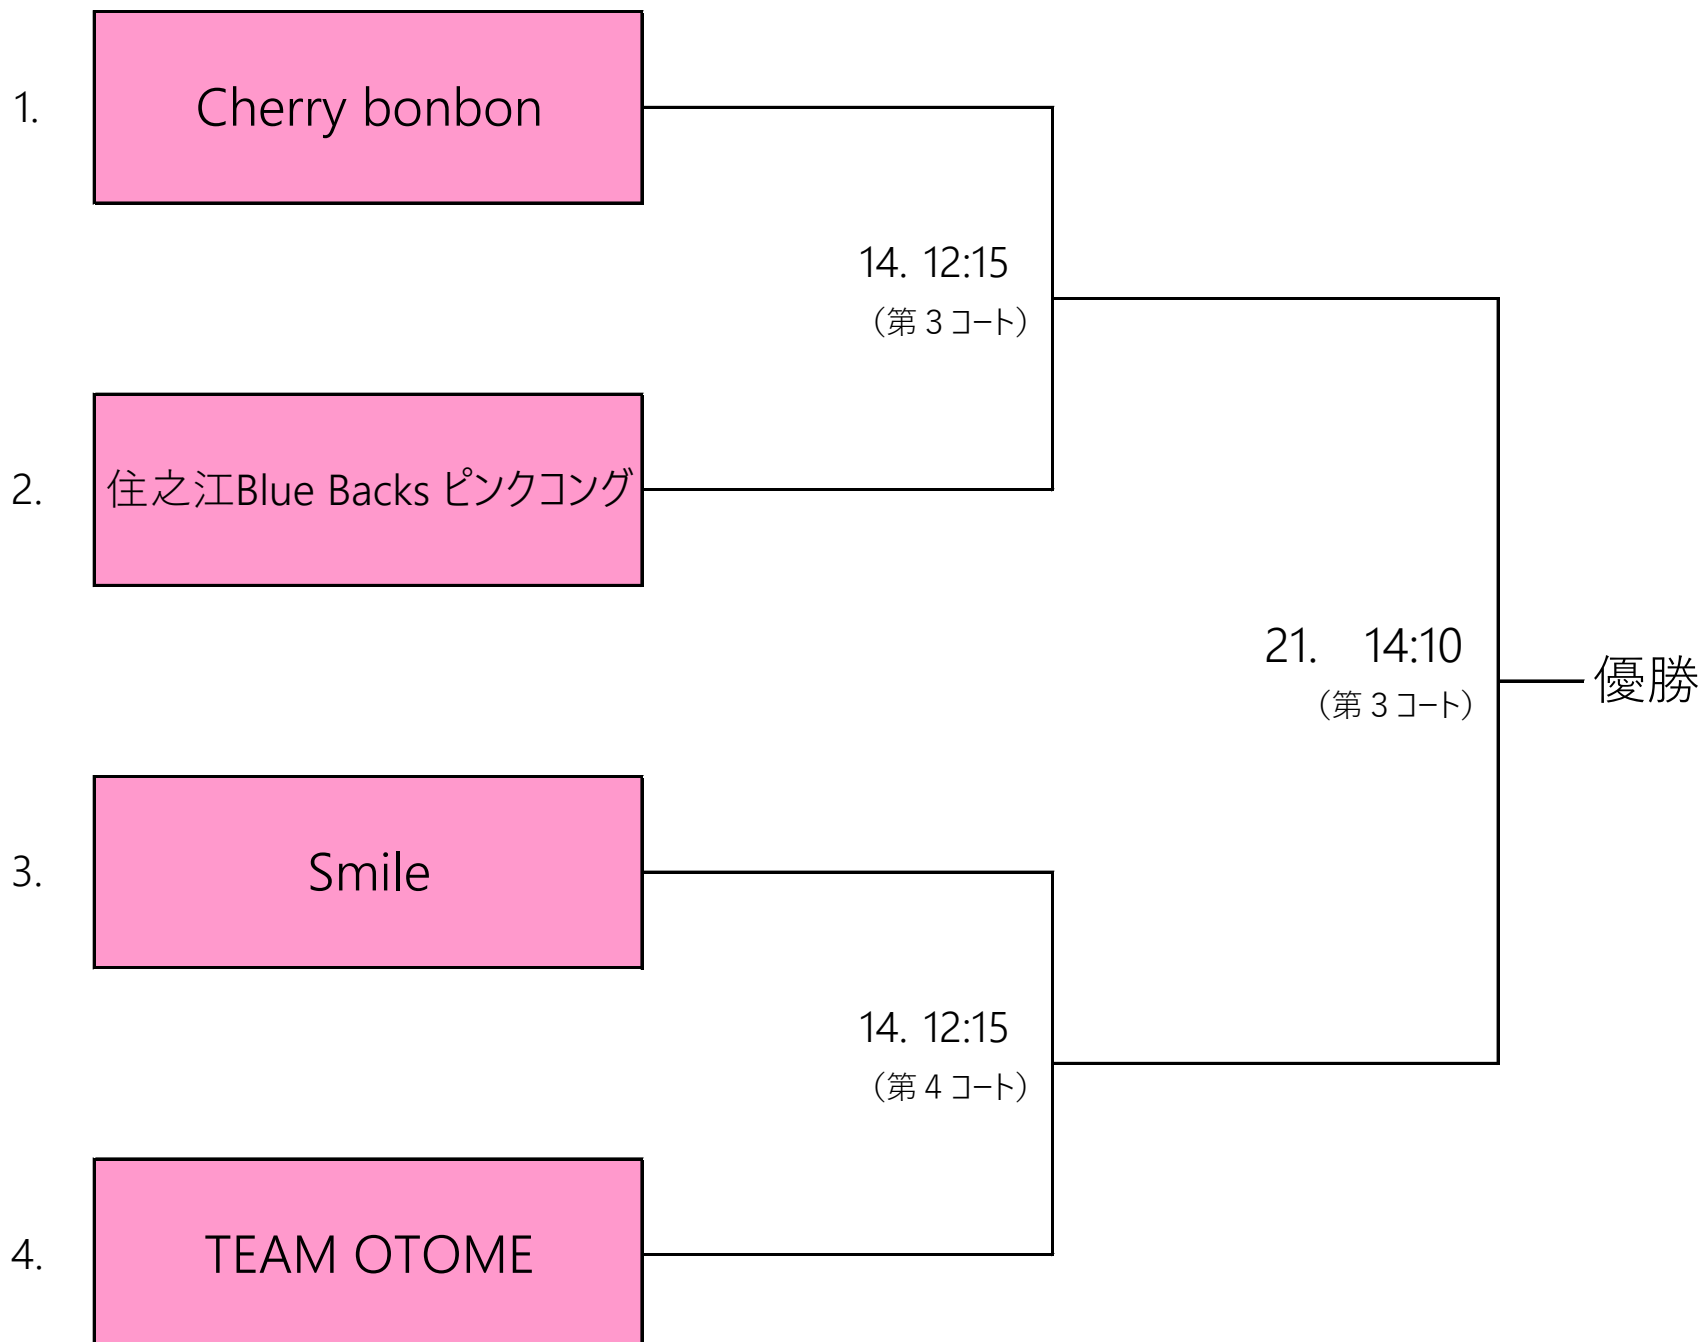 1.
Cherry bonbon
14. 12:15
（第３コート）
2.
住之江Blue Backs ピンクコング
21. 14:10
（第３コート）
優勝
3.
Smile
14. 12:15
（第４コート）
4.
TEAM OTOME